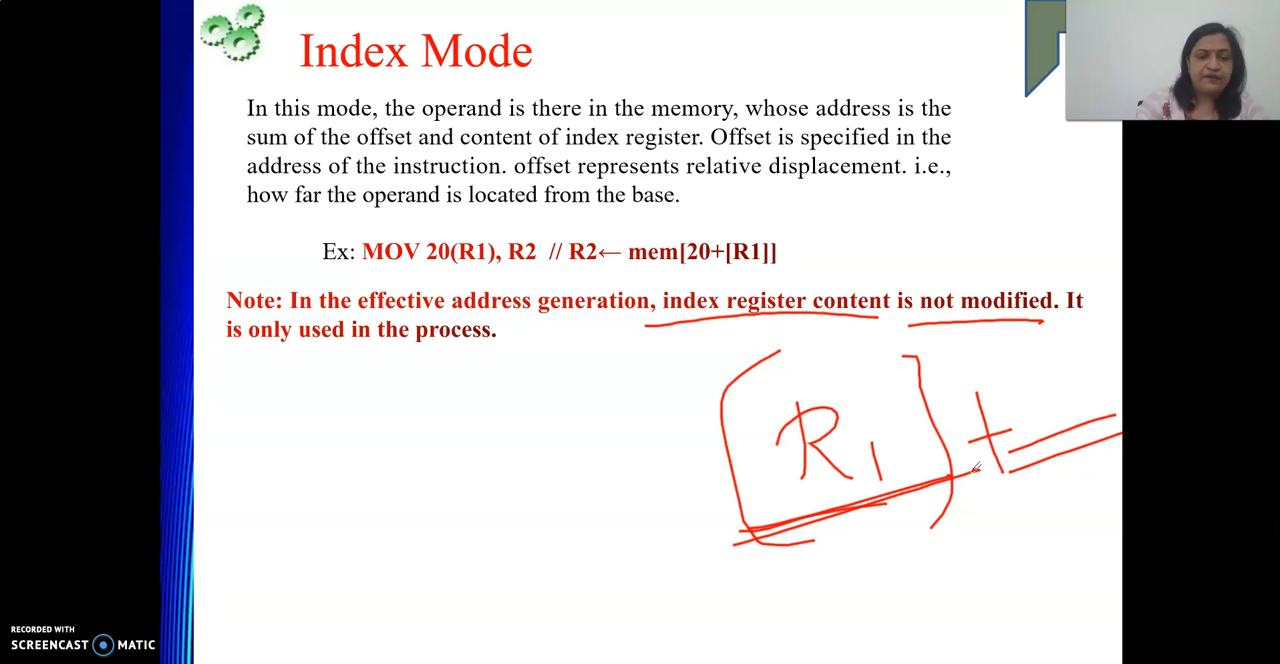 Index Mode
In this mode, the operand is there in the memory, whose address is the
sum of the offset and content of index register. Offset is specified in the
address of the instruction. offset represents relative displacement. i.e.,
how far the operand is located from the base.
Ex: MOV 20(R1), R2 // R2← mem[20+[R1]]
Note: In the effective address generation, index register content is not modified. It
is only used in the process.
[R1] +
RECORDED WITH
SCREENCAST MATIC